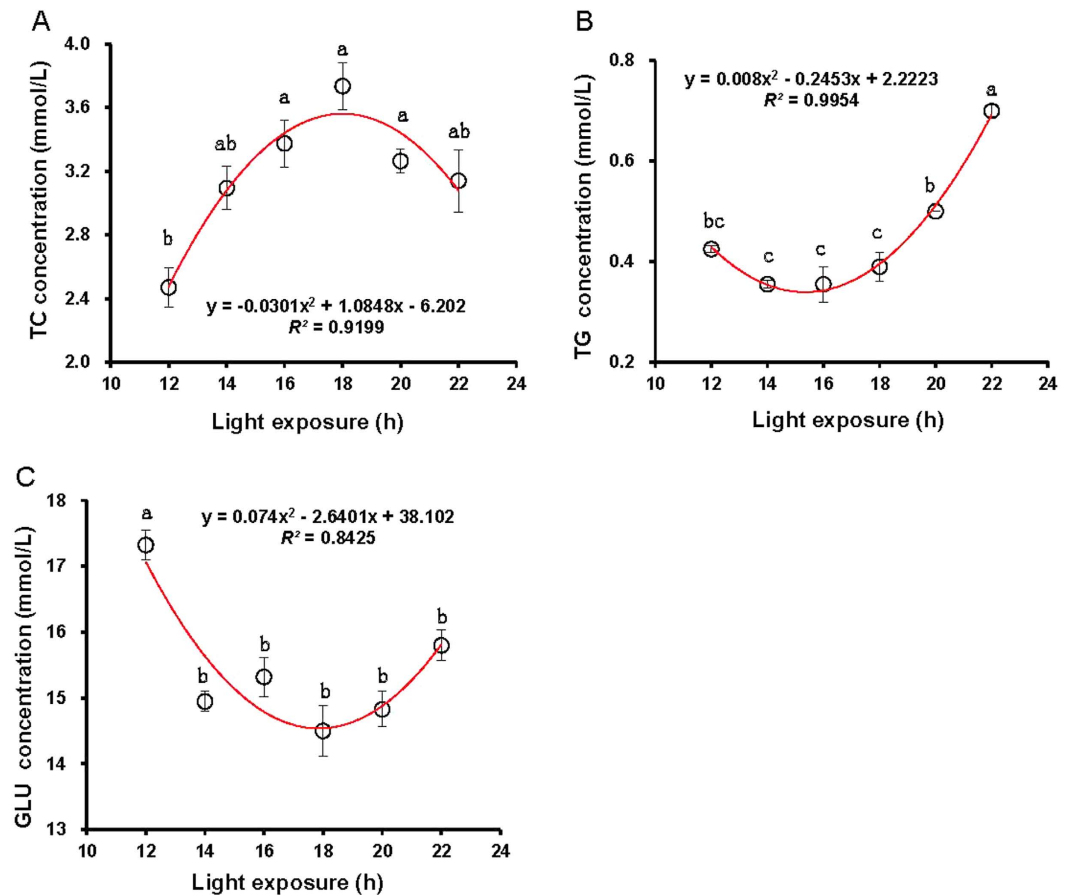 A
TC concentration (mmol/L)
4.0
3.6
3.2
2.8
2.4
2.0
b
ab
a
a
a
ab
y = -0.0301x² + 1.0848x - 6.202
R² = 0.9199
10 12 14 16 18 20 22 24
Light exposure (h)
B
TG concentration (mmol/L)
0.8
0.6
0.4
0.2
y = 0.008x² - 0.2453x + 2.2223
R² = 0.9954
bc
c
c
c
b
a
10 12 14 16 18 20 22 24
Light exposure (h)
C
GLU concentration (mmol/L)
18
17
16
15
14
13
y = 0.074x² - 2.6401x + 38.102
R² = 0.8425
a
b
b
b
b
b
10 12 14 16 18 20 22 24
Light exposure (h)